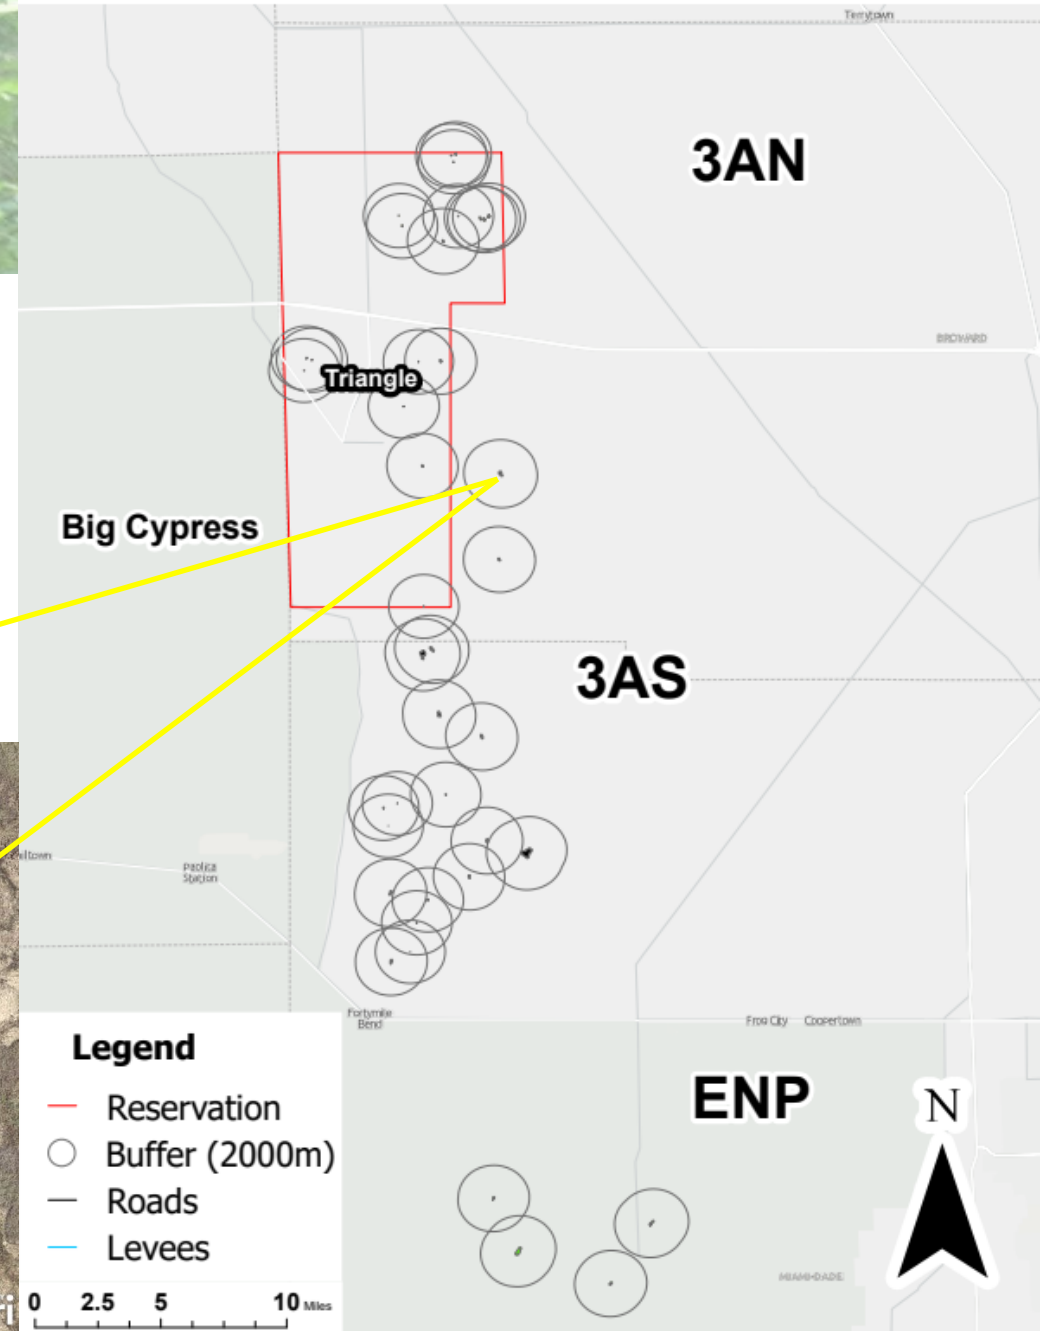 Terrytown
3AN
BROWARD
Triangle
Big Cypress
3AS
Paolita
Station
Fortymile
Bend
Frog City
Coopertown
Legend
Reservation
Buffer (2000m)
Roads
Levees
ENP
N
MIAMI-DADE
0 2.5 5 10 Miles